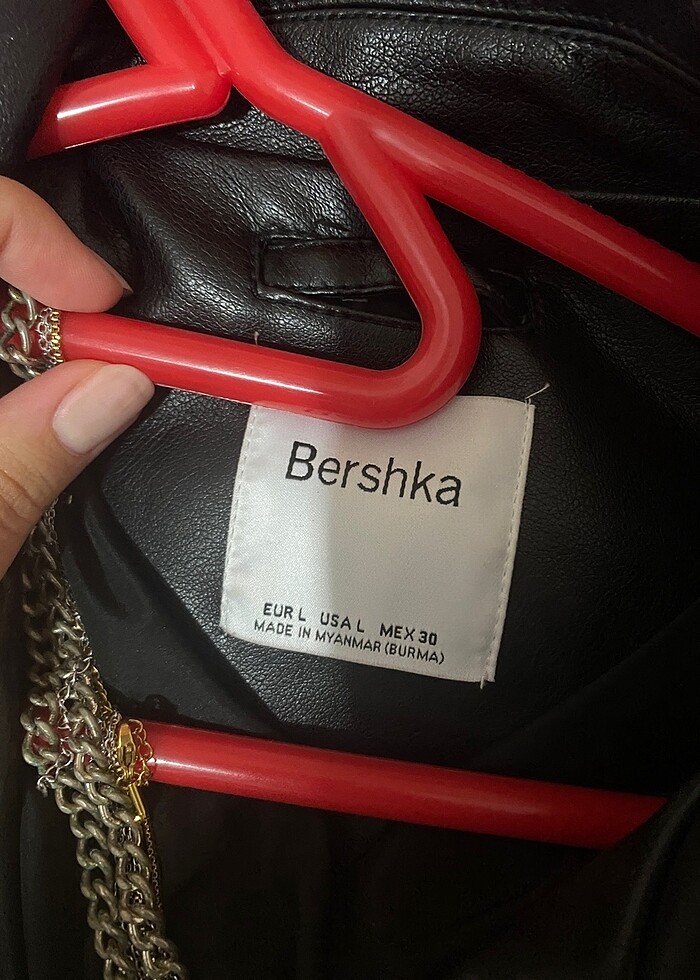 Bershka
EUR L USA L MEX 30
MADE IN MYANMAR (BURMA)